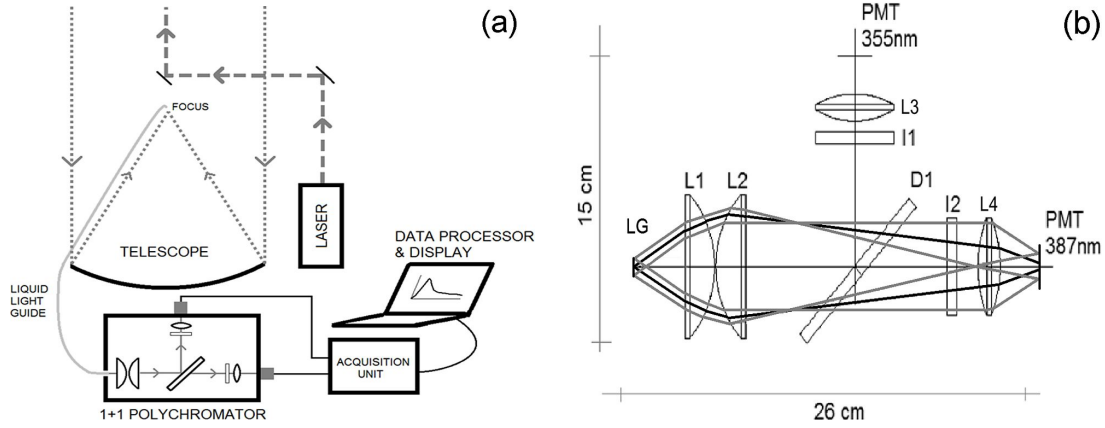 (a)
FOCUS
LASER
TELESCOPE
DATA PROCESSOR
& DISPLAY
LIQUID
LIGHT
GUIDE
ACQUISITION
UNIT
1+1 POLYCHROMATOR
(b)
PMT
355nm
L3
I1
15 cm
L1
L2
D1
I2
L4
LG
PMT
387nm
26 cm